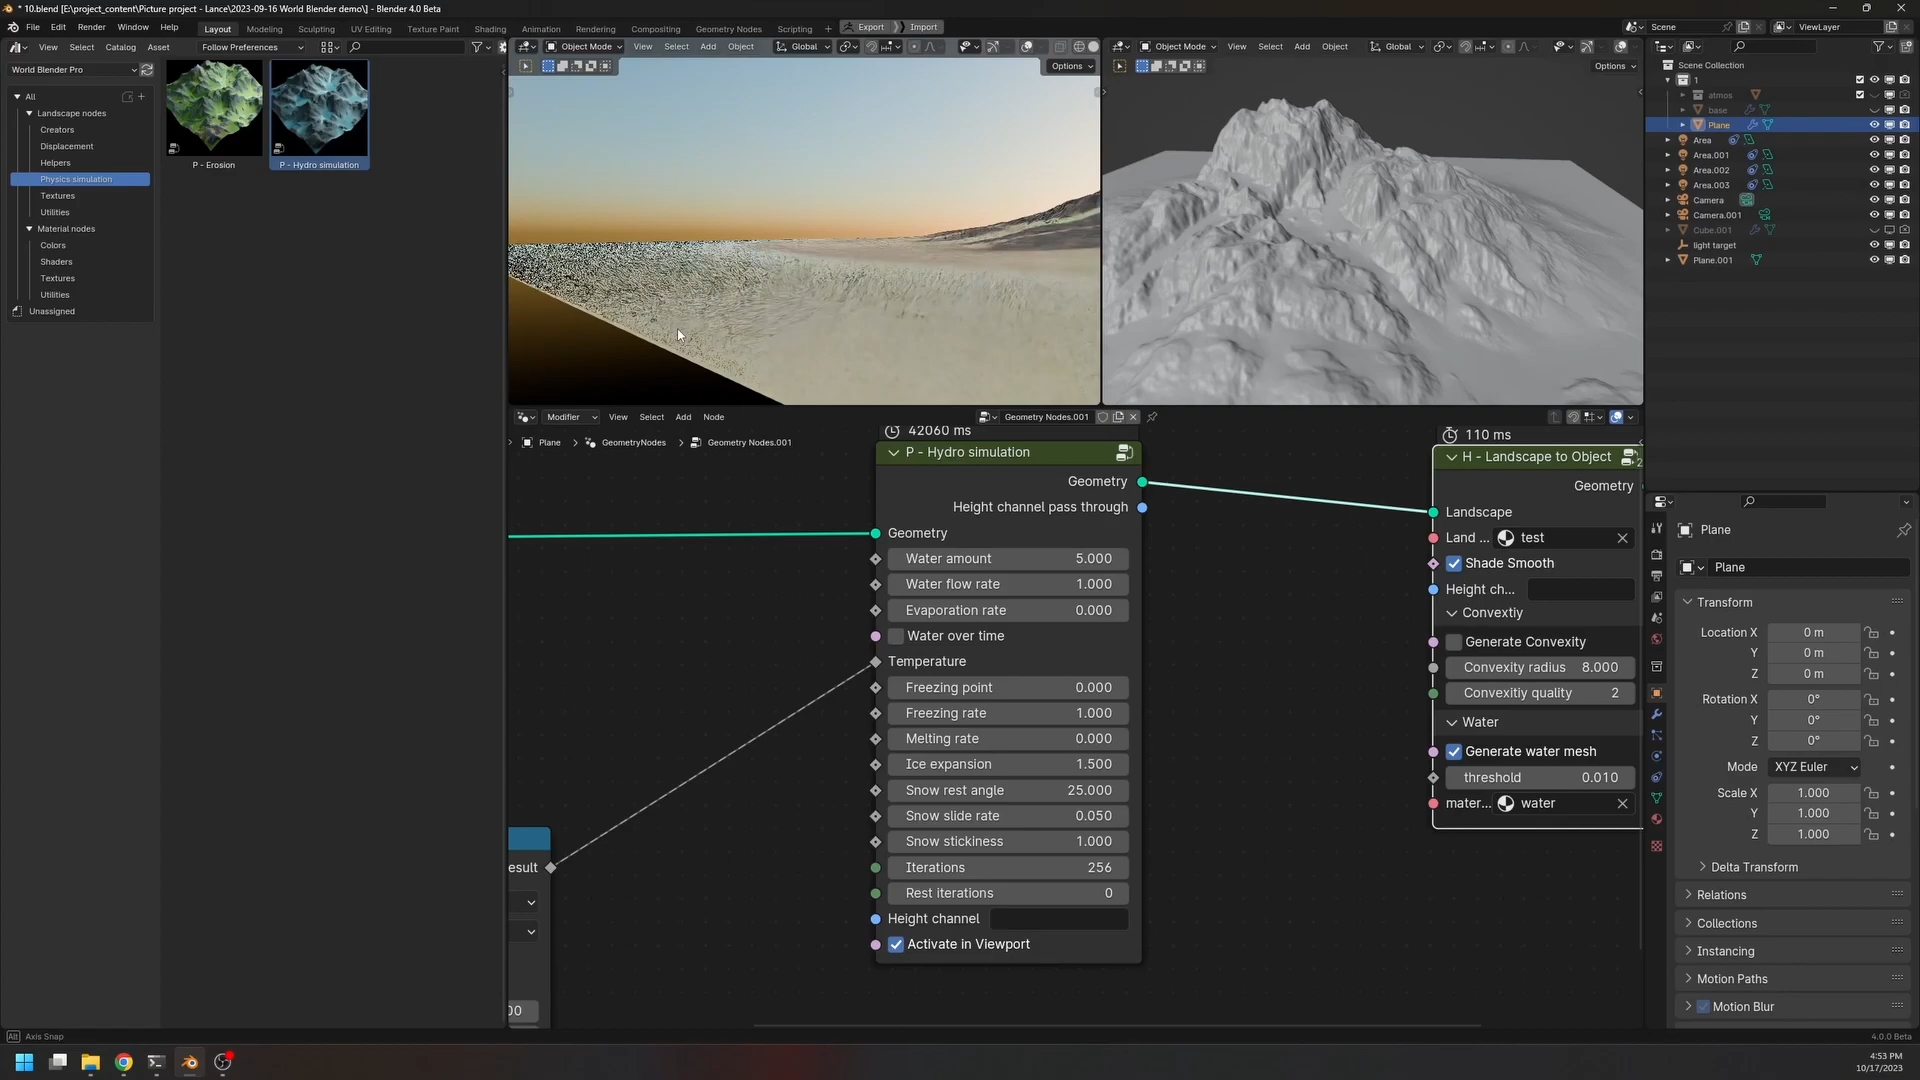 * 10.blend [E:\project_content\Picture project - Lance\2023-09-16 World Blender demo\] - Blender 4.0 Beta
File Edit Render Window Help Layout Modeling Sculpting UV Editing Texture Paint Shading Animation Rendering Compositing Geometry Nodes Scripting + Export Import Scene ViewLayer
View Select Catalog Asset Follow Preferences
World Blender Pro
All
Landscape nodes
Creators
Displacement
Helpers
Physics simulation
Textures
Utilities
Material nodes
Colors
Shaders
Textures
Utilities
Unassigned
P - Erosion
P - Hydro simulation
Object Mode View Select Add Object Global
Options
Object Mode View Select Add Object Global
Options
Modifier View Select Add Node Geometry Nodes.001
Plane > GeometryNodes > Geometry Nodes.001
42060 ms
P - Hydro simulation
Geometry
Height channel pass through
Geometry
Water amount 5.000
Water flow rate 1.000
Evaporation rate 0.000
Water over time
Temperature
Freezing point 0.000
Freezing rate 1.000
Melting rate 0.000
Ice expansion 1.500
Snow rest angle 25.000
Snow slide rate 0.050
Snow stickiness 1.000
Iterations 256
Rest iterations 0
Height channel
Activate in Viewport
esult
00
110 ms
H - Landscape to Object 2
Geometry
Landscape
Land ... test
Shade Smooth
Height ch...
Convextiy
Generate Convexity
Convexity radius 8.000
Convexitiy quality 2
Water
Generate water mesh
threshold 0.010
mater... water
Scene Collection
1
atmos
base
Plane
Area
Area.001
Area.002
Area.003
Camera
Camera.001
Cube.001
light target
Plane.001
Plane
Plane
Transform
Location X 0 m
Y 0 m
Z 0 m
Rotation X 0°
Y 0°
Z 0°
Mode XYZ Euler
Scale X 1.000
Y 1.000
Z 1.000
Delta Transform
Relations
Collections
Instancing
Motion Paths
Motion Blur
Alt Axis Snap
4.0.0 Beta
4:53 PM
10/17/2023